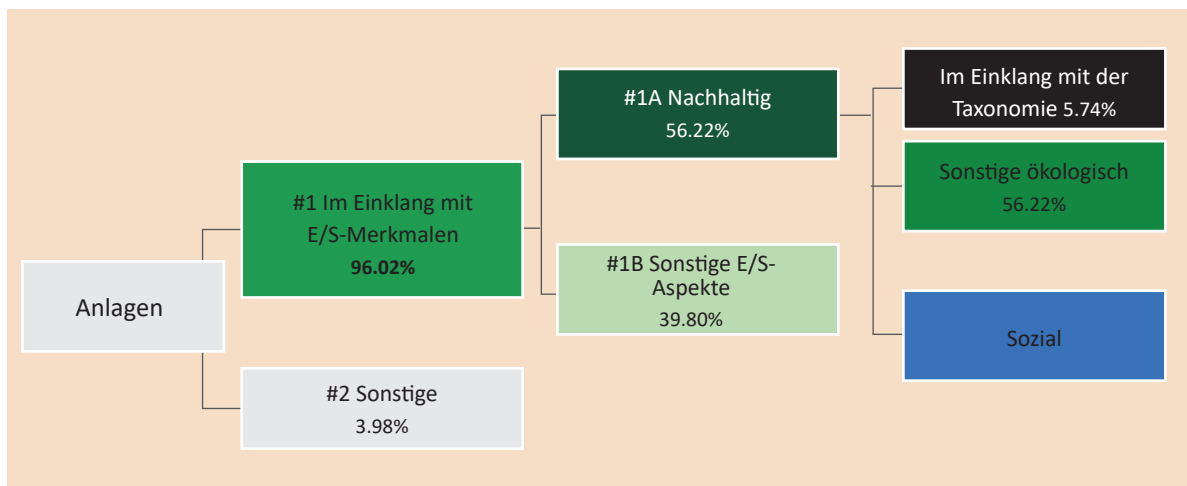 Anlagen
#1 Im Einklang mit
E/S-Merkmalen
96.02%
#2 Sonstige
3.98%
#1A Nachhaltig
56.22%
#1B Sonstige E/S-
Aspekte
39.80%
Im Einklang mit der
Taxonomie 5.74%
Sonstige ökologisch
56.22%
Sozial